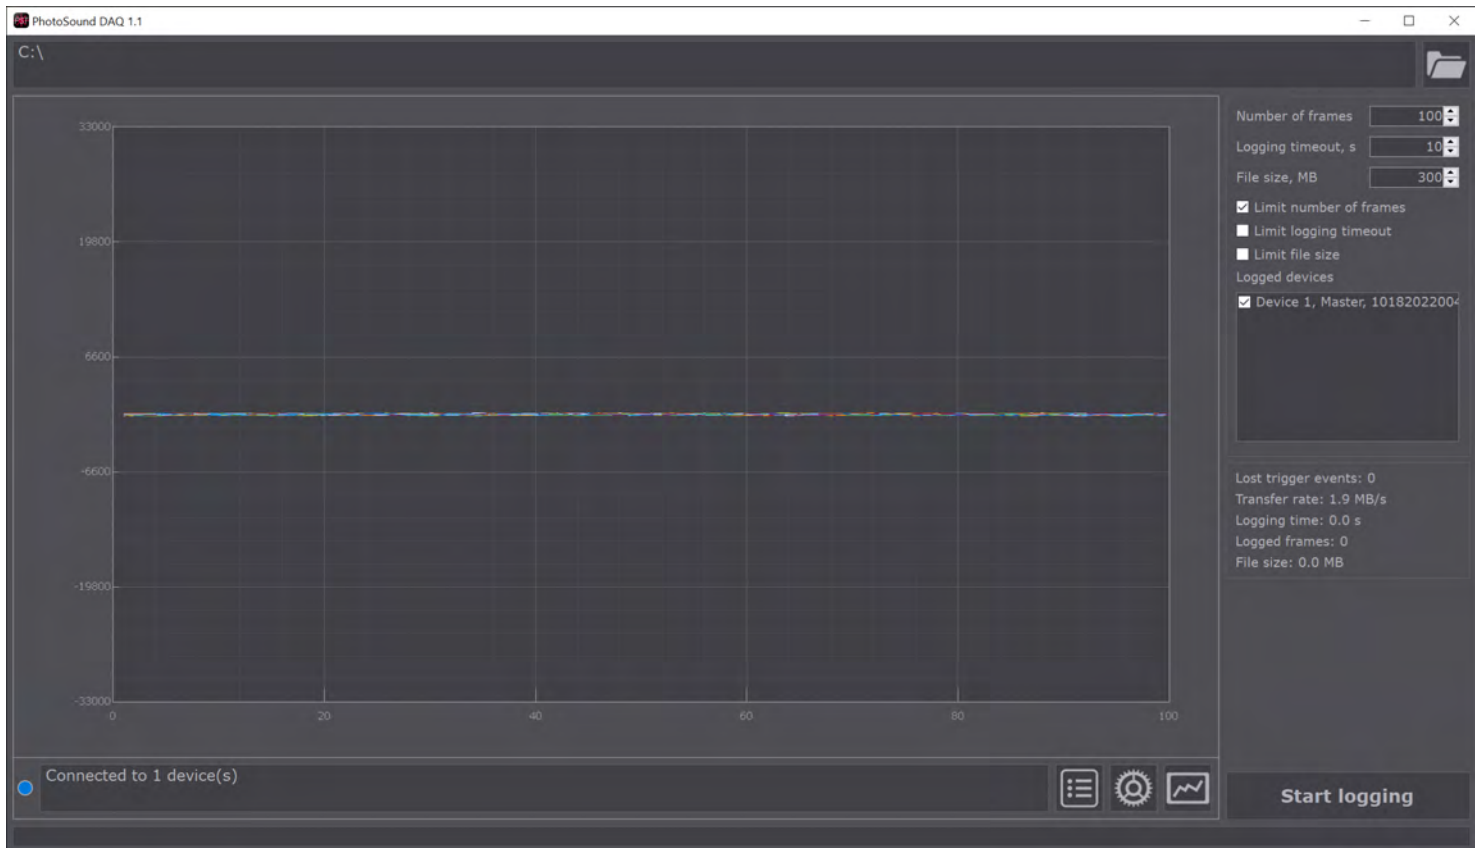 PhotoSound DAQ 1.1
C:\
33000
19800
6600
-6600
-19800
-33000
0 20 40 60 80 100
Number of frames 100
Logging timeout, s 10
File size, MB 300
Limit number of frames
Limit logging timeout
Limit file size
Logged devices
Device 1, Master, 10182022004
Lost trigger events: 0
Transfer rate: 1.9 MB/s
Logging time: 0.0 s
Logged frames: 0
File size: 0.0 MB
Connected to 1 device(s)
Start logging